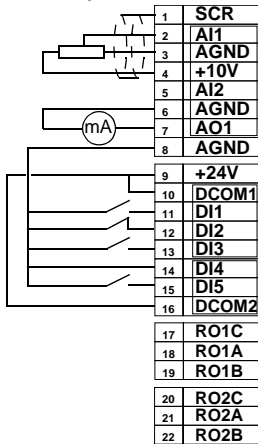 1 SCR
2 AI1
3 AGND
4 +10V
5 AI2
6 AGND
mA
7 AO1
8 AGND
9 +24V
10 DCOM1
11 DI1
12 DI2
13 DI3
14 DI4
15 DI5
16 DCOM2
17 RO1C
18 RO1A
19 RO1B
20 RO2C
21 RO2A
22 RO2B